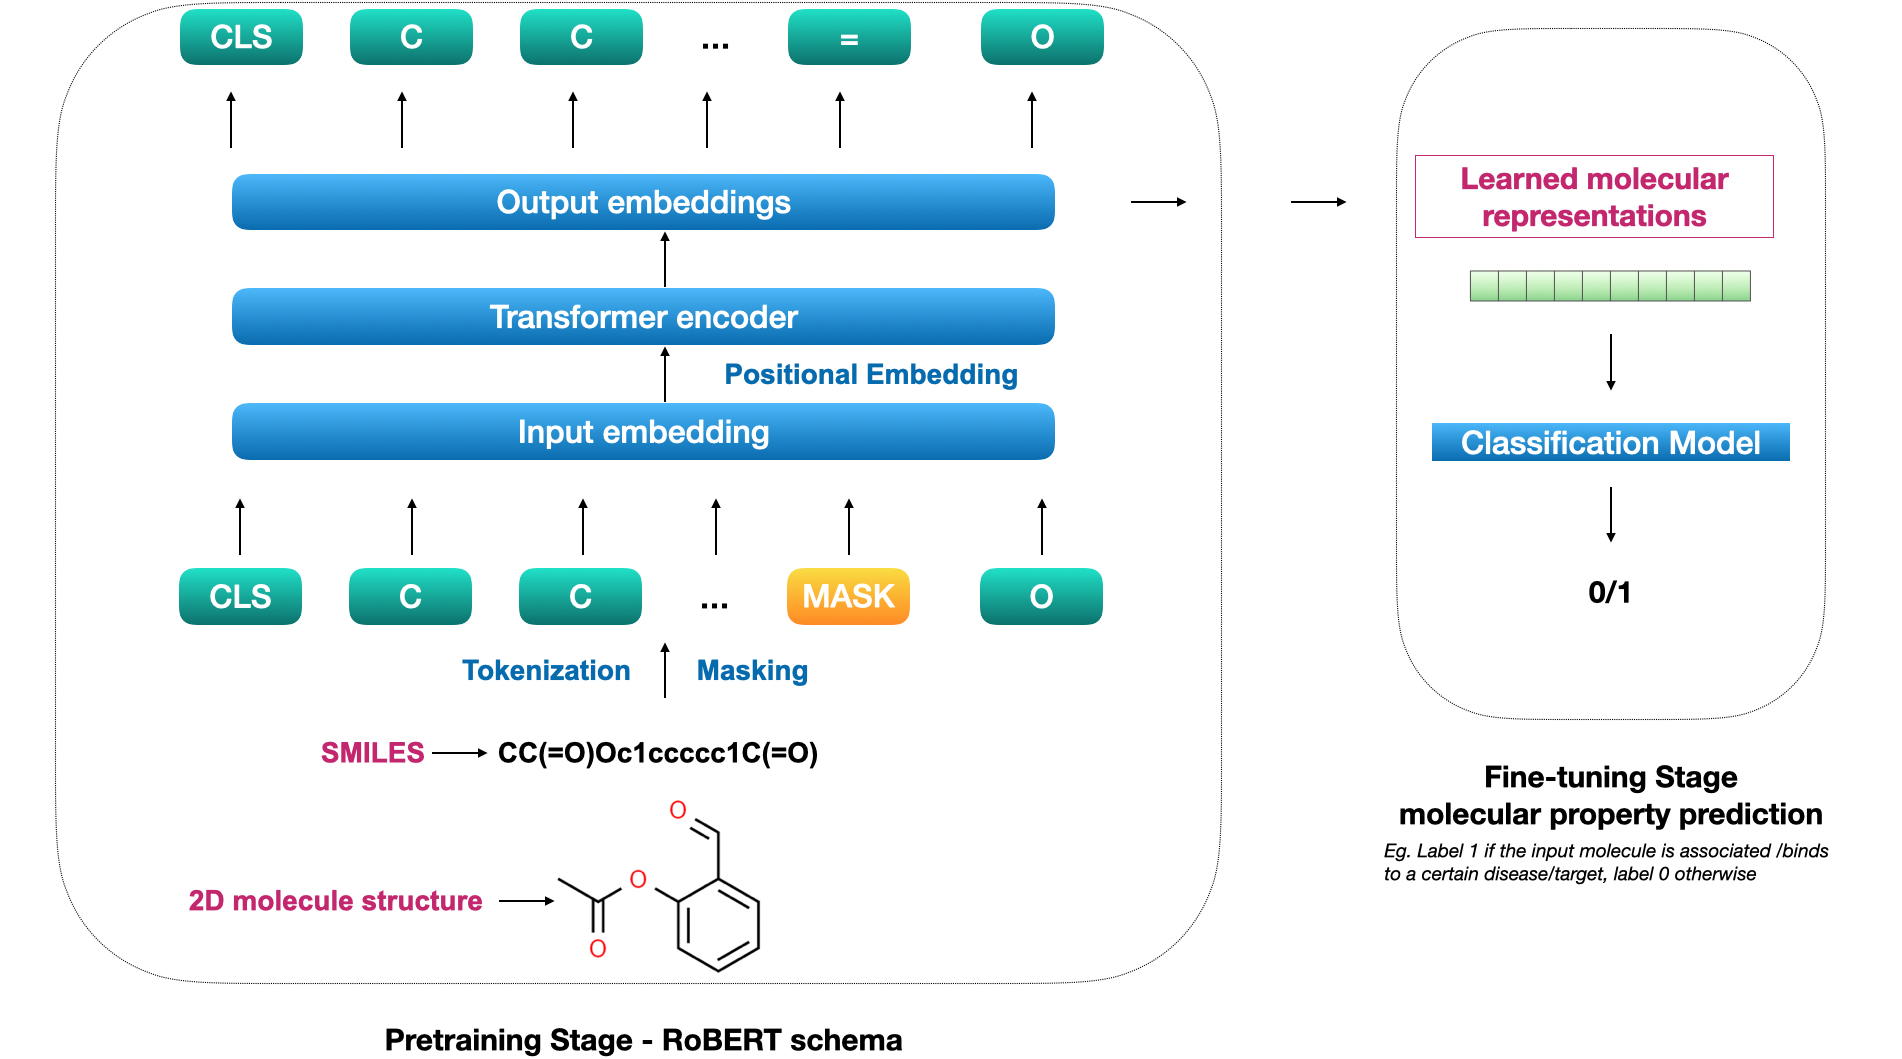 CLS C C ... = O
Output embeddings
Transformer encoder
Positional Embedding
Input embedding
CLS C C ... MASK O
Tokenization Masking
SMILES CC(=O)Oc1ccccc1C(=O)
2D molecule structure
O
O
O
Pretraining Stage - RoBERT schema
Learned molecular
representations
Classification Model
0/1
Fine-tuning Stage
molecular property prediction
Eg. Label 1 if the input molecule is associated /binds
to a certain disease/target, label 0 otherwise